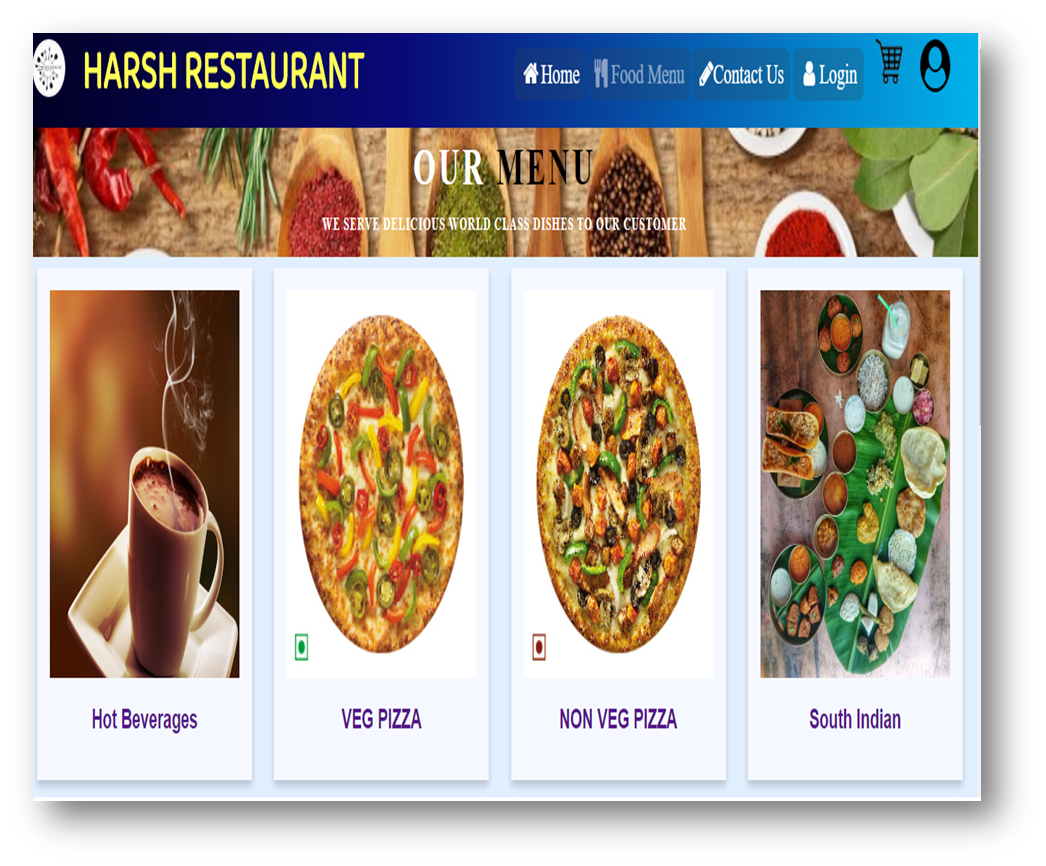 HARSH RESTAURANT
Home Food Menu Contact Us Login
OUR MENU
WE SERVE DELICIOUS WORLD CLASS DISHES TO OUR CUSTOMER
Hot Beverages
VEG PIZZA
NON VEG PIZZA
South Indian